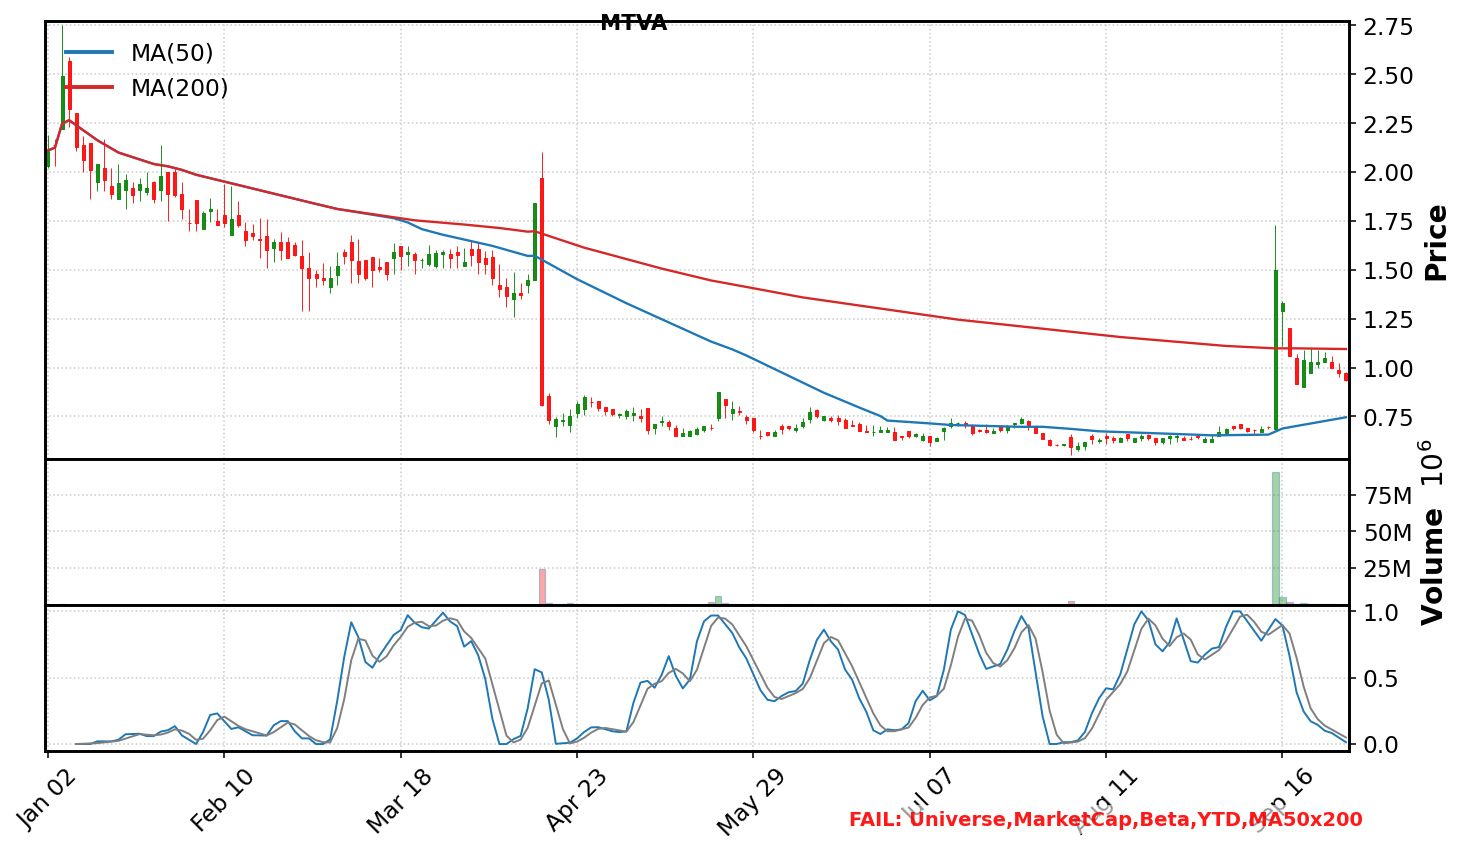 MTVA
MA(50)
MA(200)
2.75
2.50
2.25
2.00
1.75
1.50
1.25
1.00
0.75
Price
75M
50M
25M
Volume 10^6
1.0
0.5
0.0
Jan 02
Feb 10
Mar 18
Apr 23
May 29
Jul 07
Aug 11
Sep 16
FAIL: Universe,MarketCap,Beta,YTD,MA50x200